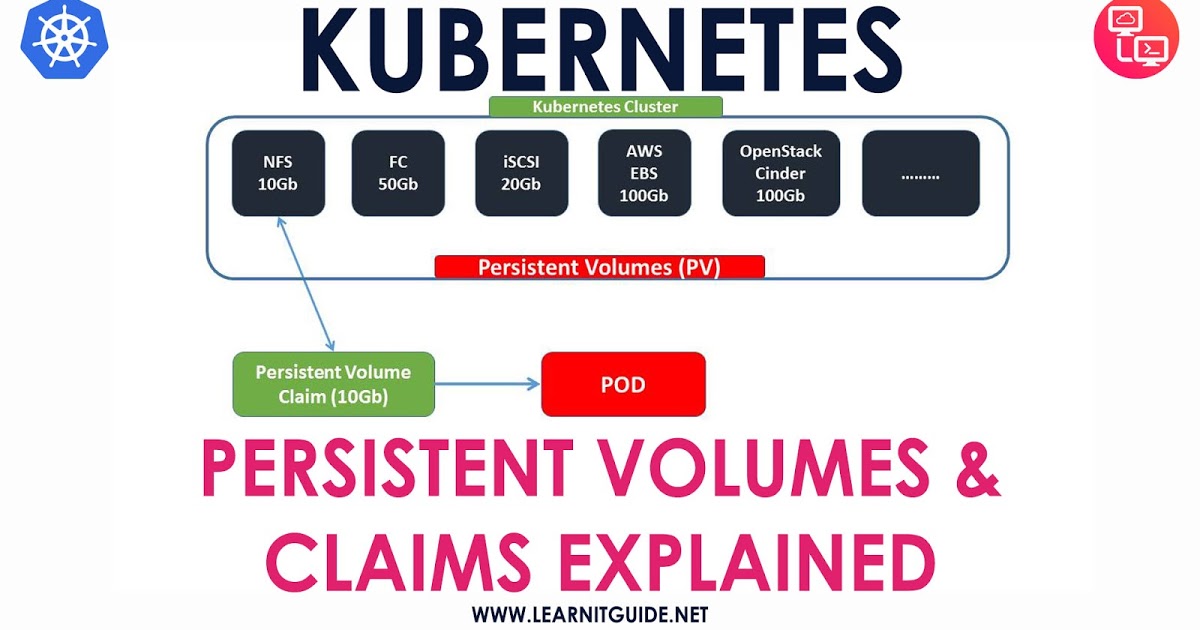 KUBERNETES
Kubernetes Cluster
NFS
10Gb
FC
50Gb
iSCSI
20Gb
AWS
EBS
100Gb
OpenStack
Cinder
100Gb
.........
Persistent Volumes (PV)
Persistent Volume
Claim (10Gb)
POD
PERSISTENT VOLUMES &
CLAIMS EXPLAINED
WWW.LEARNITGUIDE.NET